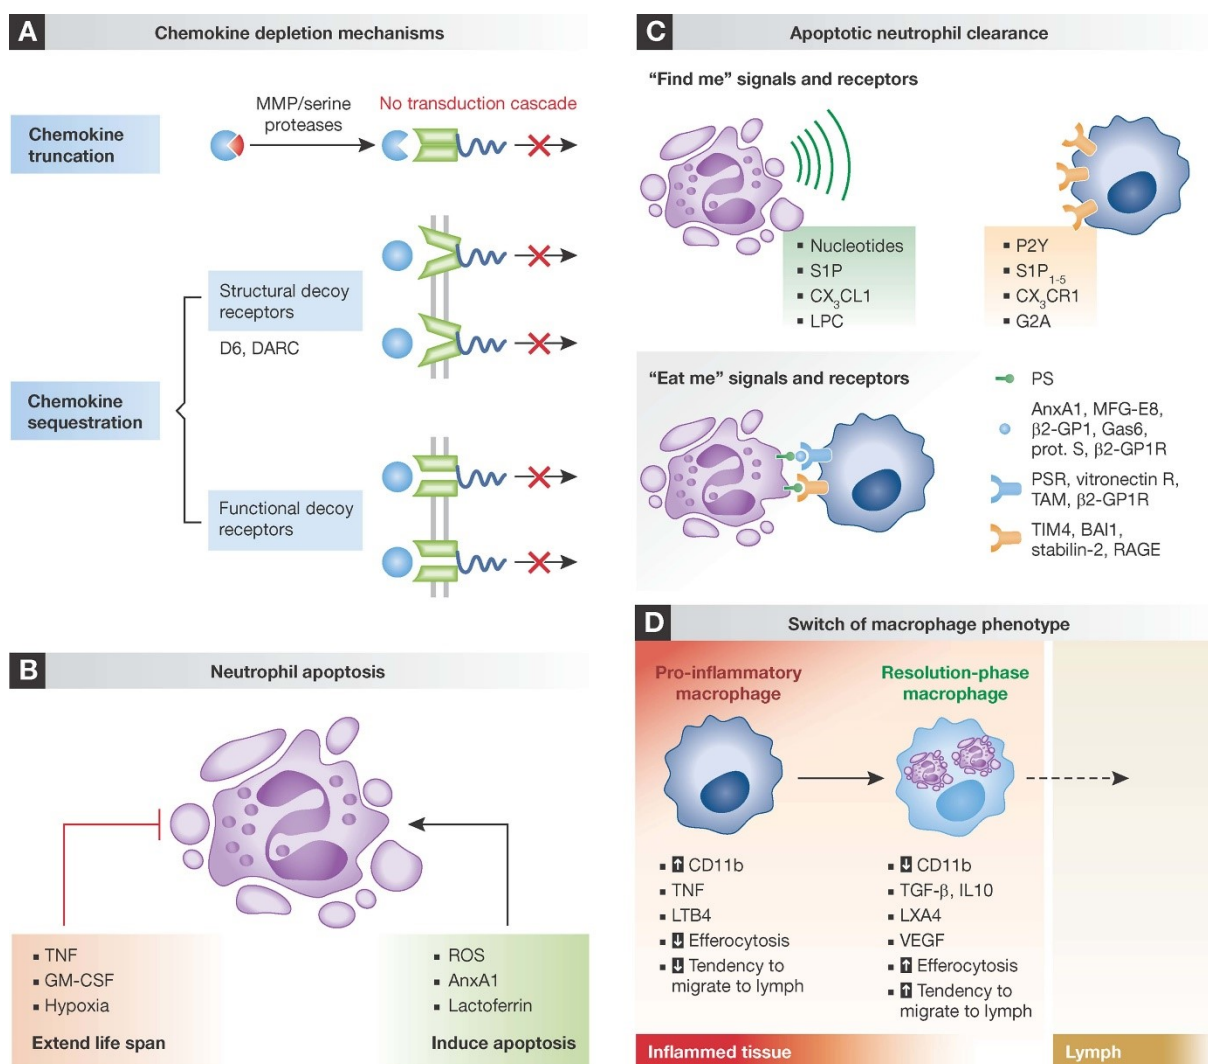 A
Chemokine depletion mechanisms
Chemokine
truncation
MMP/serine
proteases
No transduction cascade
Chemokine
sequestration
Structural decoy
receptors
D6, DARC
Functional decoy
receptors
B
Neutrophil apoptosis
▪ TNF
▪ GM-CSF
▪ Hypoxia
Extend life span
▪ ROS
▪ AnxA1
▪ Lactoferrin
Induce apoptosis
C
Apoptotic neutrophil clearance
“Find me” signals and receptors
▪ Nucleotides
▪ S1P
▪ CX₃CL1
▪ LPC
▪ P2Y
▪ S1P₁₋₅
▪ CX₃CR1
▪ G2A
“Eat me” signals and receptors
PS
AnxA1, MFG-E8,
β2-GP1, Gas6,
prot. S, β2-GP1R
PSR, vitronectin R,
TAM, β2-GP1R
TIM4, BAI1,
stabilin-2, RAGE
D
Switch of macrophage phenotype
Pro-inflammatory
macrophage
▪ ⬆ CD11b
▪ TNF
▪ LTB4
▪ ⬇ Efferocytosis
▪ ⬇ Tendency to
migrate to lymph
Resolution-phase
macrophage
▪ ⬇ CD11b
▪ TGF-β, IL10
▪ LXA4
▪ VEGF
▪ ⬆ Efferocytosis
▪ ⬆ Tendency to
migrate to lymph
Inflammed tissue
Lymph